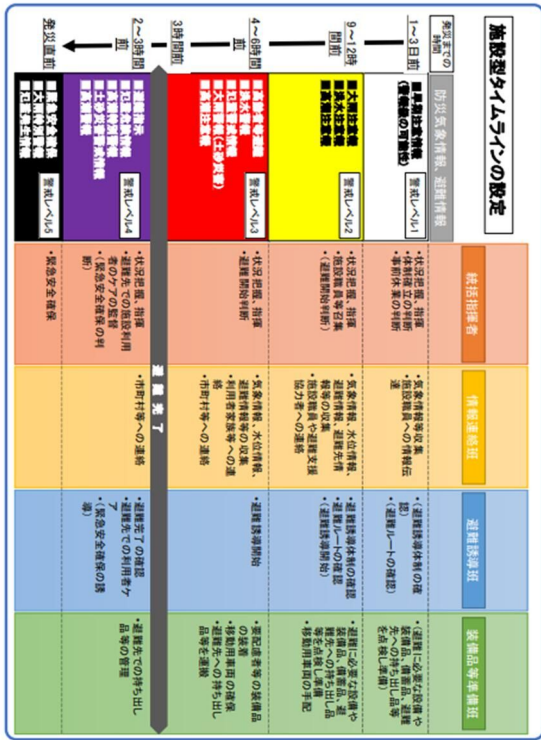 施設型タイムラインの設定
発災までの
時間
防災気象情報、避難情報
統括指揮者
情報連絡班
避難誘導班
装備品等準備班
1~3日前
■早期注意情報
(警報級の可能性)
警戒レベル1
・状況把握、指揮
・体制確立の判断
・事前休業の判断
・気象情報等収集
・施設職員への情報伝
達
・(避難誘導体制の確
認)
・(避難ルートの確認)
・(避難に必要な設備や
装備品、備蓄品、避難
先への持ち出し品等
を点検し準備)
9~12時
間前
■大雨注意報
■洪水注意報
■高潮注意報
警戒レベル2
・状況把握、指揮
・施設職員等召集
・(避難開始判断)
・気象情報、水位情報、
避難情報、避難先情
報等の収集
・施設職員や避難支援
協力者への連絡
・避難誘導体制の確認
・避難ルートの確認
・(避難誘導開始)
・避難に必要な設備や
装備品、備蓄品、避
難先への持ち出し品
等を点検し準備
・移動用車両の手配
4~8時間
前
3時間前
■高齢者等避難
■洪水警報
■氾濫警戒情報
■大雨警報(土砂災害)
■高潮注意報
警戒レベル3
・状況把握、指揮
・避難開始判断
・気象情報、水位情報、
避難情報等の収集
・利用者家族等への連
絡
・市町村等への連絡
・避難誘導開始
・要配慮者等の装備品
の装着
・移動用車両の確保
・避難先への持ち出し
品等を運搬
避難完了
2~3時間
前
■避難指示
■氾濫危険情報
■高潮特別警報
■土砂災害警戒情報
■高潮警報
警戒レベル4
・状況把握、指揮
・避難先での施設利用
者のケアの監督
・(緊急安全確保の判
断)
・市町村等への連絡
・避難完了の確認
・避難先での利用者ケ
ア
・(緊急安全確保の誘
導)
・避難先での持ち出し
品等の管理
発災直前
■緊急安全確保
■大雨特別警報
■氾濫発生情報
警戒レベル5
・緊急安全確保